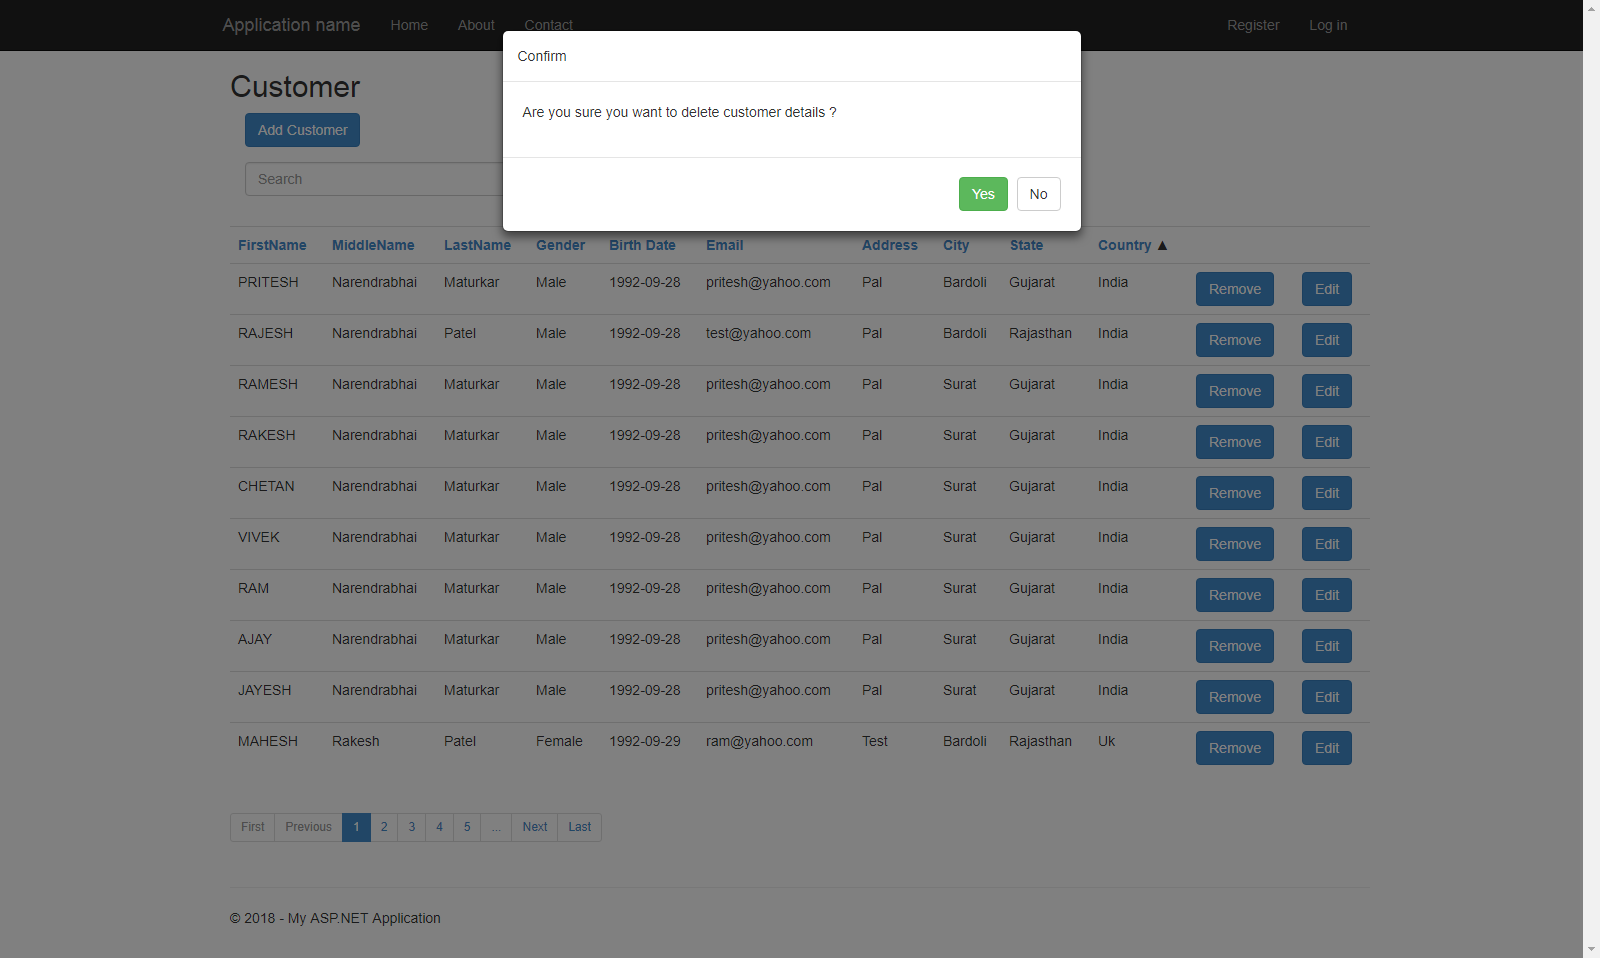 Application name Home About Contact Register Log in
Confirm
Customer
Are you sure you want to delete customer details ?
Add Customer
Search
Yes No
FirstName MiddleName LastName Gender Birth Date Email Address City State Country ▲
PRITESH Narendrabhai Maturkar Male 1992-09-28 pritesh@yahoo.com Pal Bardoli Gujarat India Remove Edit
RAJESH Narendrabhai Patel Male 1992-09-28 test@yahoo.com Pal Bardoli Rajasthan India Remove Edit
RAMESH Narendrabhai Maturkar Male 1992-09-28 pritesh@yahoo.com Pal Surat Gujarat India Remove Edit
RAKESH Narendrabhai Maturkar Male 1992-09-28 pritesh@yahoo.com Pal Surat Gujarat India Remove Edit
CHETAN Narendrabhai Maturkar Male 1992-09-28 pritesh@yahoo.com Pal Surat Gujarat India Remove Edit
VIVEK Narendrabhai Maturkar Male 1992-09-28 pritesh@yahoo.com Pal Surat Gujarat India Remove Edit
RAM Narendrabhai Maturkar Male 1992-09-28 pritesh@yahoo.com Pal Surat Gujarat India Remove Edit
AJAY Narendrabhai Maturkar Male 1992-09-28 pritesh@yahoo.com Pal Surat Gujarat India Remove Edit
JAYESH Narendrabhai Maturkar Male 1992-09-28 pritesh@yahoo.com Pal Surat Gujarat India Remove Edit
MAHESH Rakesh Patel Female 1992-09-29 ram@yahoo.com Test Bardoli Rajasthan Uk Remove Edit
First Previous 1 2 3 4 5 ... Next Last
© 2018 - My ASP.NET Application